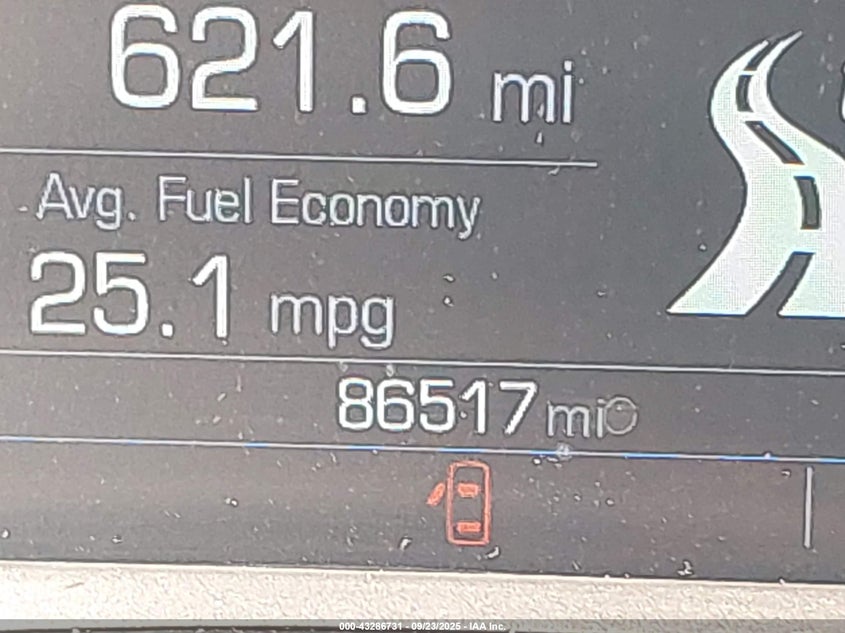 621.6 mi
Avg. Fuel Economy
25.1 mpg
86517 mi
000-43286731 - 09/23/2025 - IAA Inc.